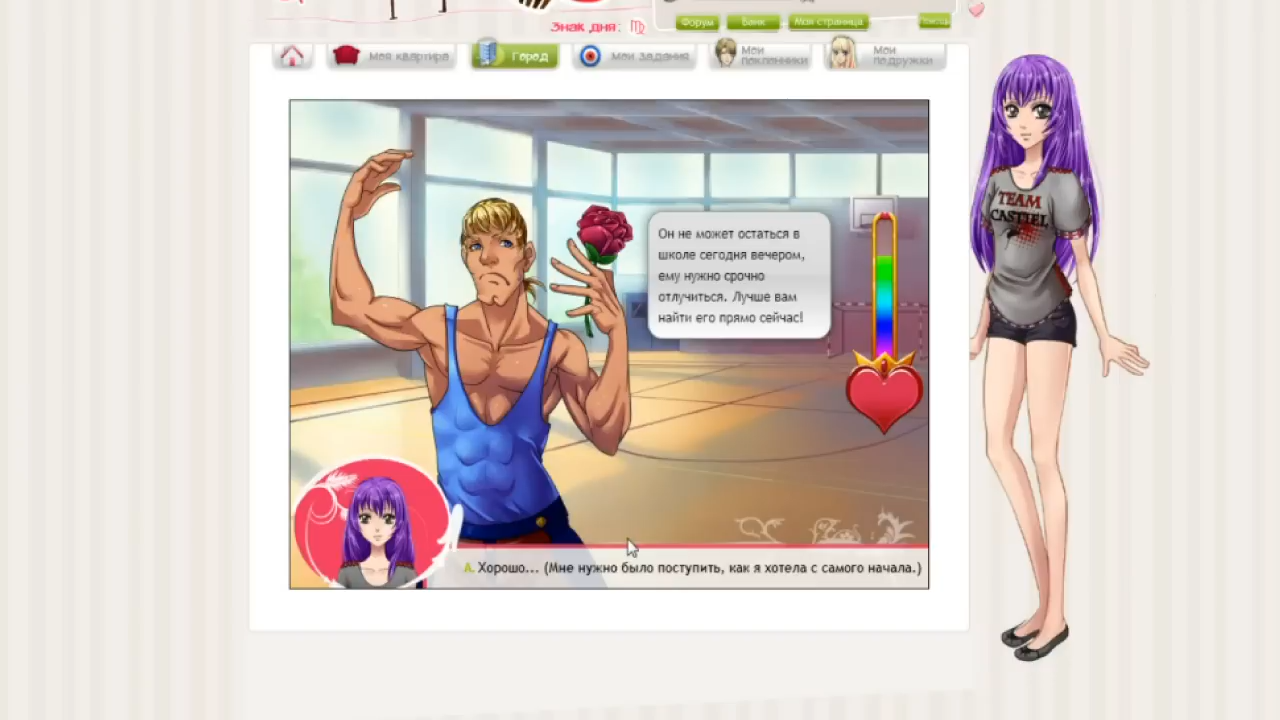 Знак дня:
Форум
Банк
Моя страница
Помощь
Моя квартира
Город
Мои задания
Мои
поклонники
Мои
подружки
TEAM
CASTIEL
Он не может остаться в
школе сегодня вечером,
ему нужно срочно
отлучиться. Лучше вам
найти его прямо сейчас!
А. Хорошо... (Мне нужно было поступить, как я хотела с самого начала.)